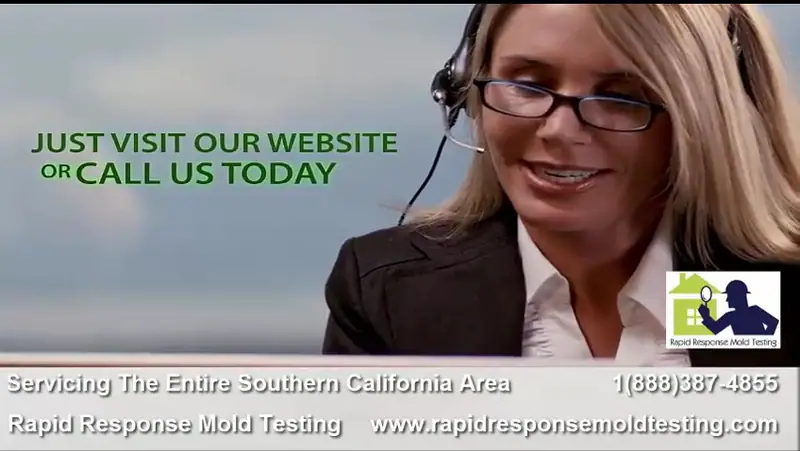 JUST VISIT OUR WEBSITE
OR CALL US TODAY
Rapid Response Mold Testing
Servicing The Entire Southern California Area 1(888)387-4855
Rapid Response Mold Testing www.rapidresponsemoldtesting.com